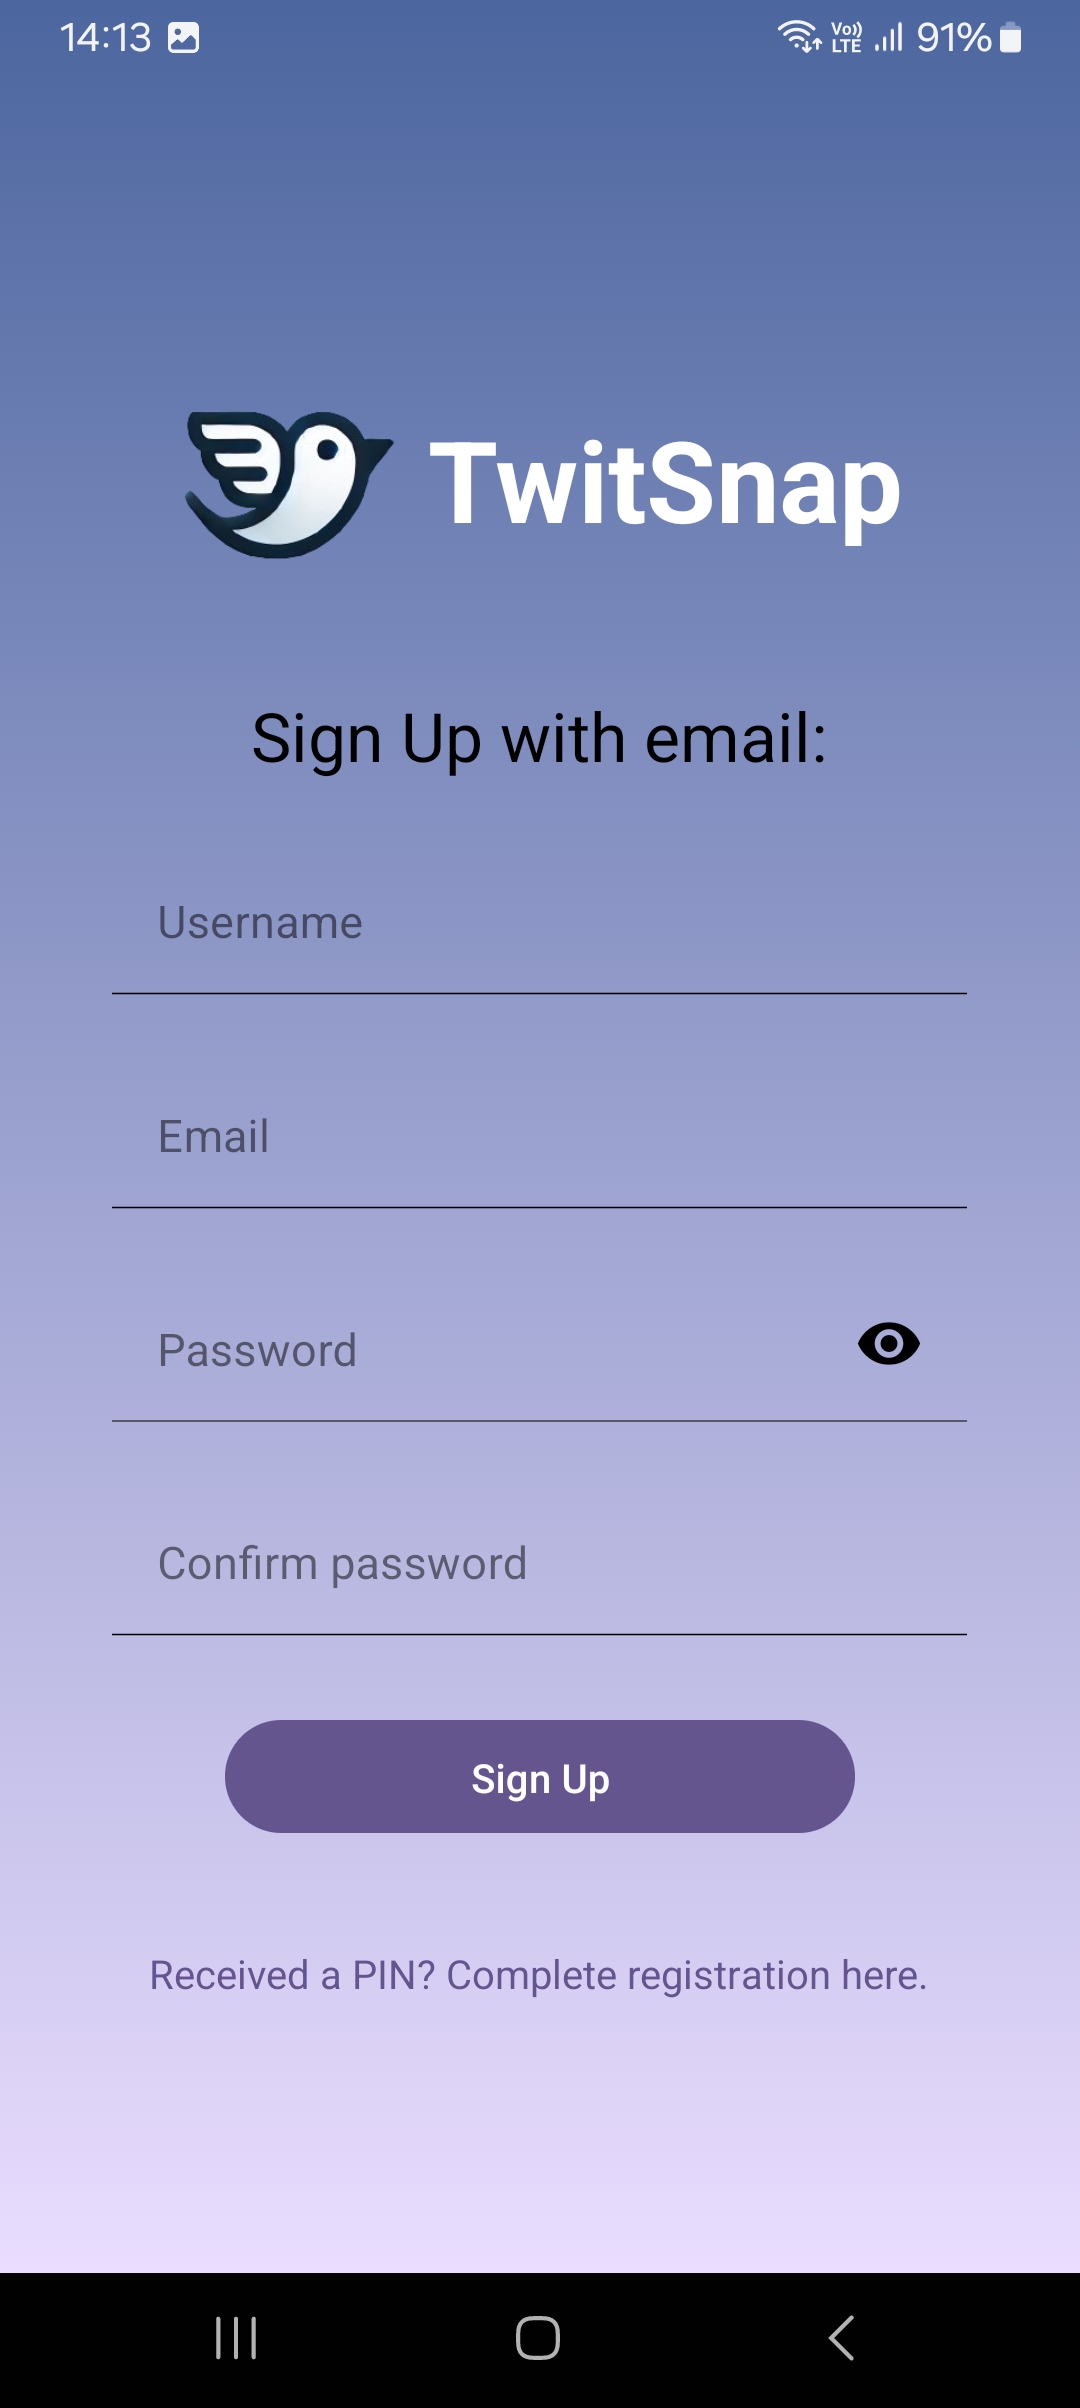 14:13 Vo)) LTE 91%
TwitSnap
Sign Up with email:
Username
Email
Password
Confirm password
Sign Up
Received a PIN? Complete registration here.